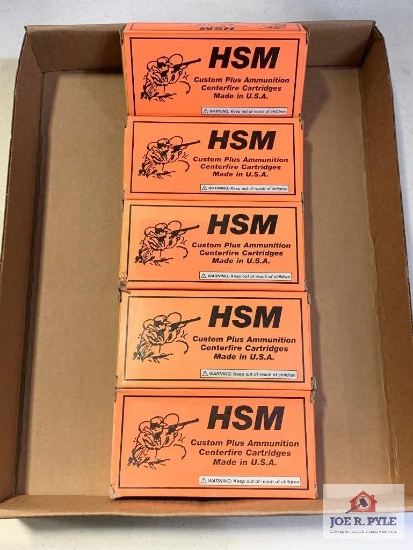 HSM
HSM
Custom Plus Ammunition
Centerfire Cartridges
Made in U.S.A.
WARNING: Keep out of reach of children
HSM
Custom Plus Ammunition
Centerfire Cartridges
Made in U.S.A.
WARNING: Keep out of reach of children
HSM
Custom Plus Ammunition
Centerfire Cartridges
Made in U.S.A.
WARNING: Keep out of reach of children
HSM
Custom Plus Ammunition
Centerfire Cartridges
Made in U.S.A.
WARNING: Keep out of reach of children
HSM
Custom Plus Ammunition
Centerfire Cartridges
Made in U.S.A.
WARNING: Keep out of reach of children
JOE R. PYLE